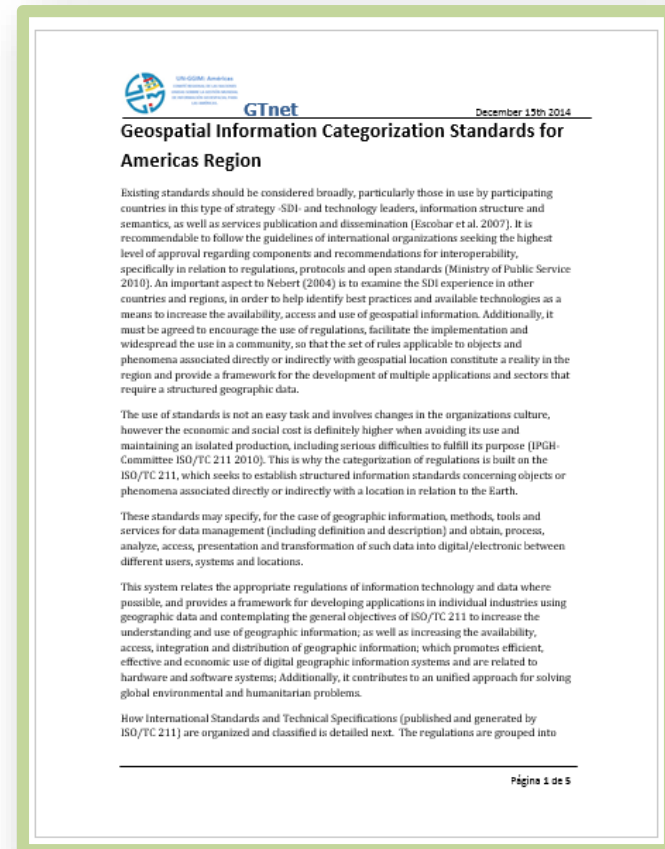 UN-GGIM: Américas
COMITÉ REGIONAL DE LAS NACIONES
UNIDAS SOBRE LA GESTIÓN MUNDIAL
DE INFORMACIÓN GEOESPACIAL PARA
LAS AMÉRICAS
GTnet
December 15th 2014
Geospatial Information Categorization Standards for
Americas Region
Existing standards should be considered broadly, particularly those in use by participating
countries in this type of strategy -SDI- and technology leaders, information structure and
semantics, as well as services publication and dissemination (Escobar et al. 2007). It is
recommendable to follow the guidelines of international organizations seeking the highest
level of approval regarding components and recommendations for interoperability,
specifically in relation to regulations, protocols and open standards (Ministry of Public Service
2010). An important aspect to Nebert (2004) is to examine the SDI experience in other
countries and regions, in order to help identify best practices and available technologies as a
means to increase the availability, access and use of geospatial information. Additionally, it
must be agreed to encourage the use of regulations, facilitate the implementation and
widespread the use in a community, so that the set of rules applicable to objects and
phenomena associated directly or indirectly with geospatial location constitute a reality in the
region and provide a framework for the development of multiple applications and sectors that
require a structured geographic data.
The use of standards is not an easy task and involves changes in the organizations culture,
however the economic and social cost is definitely higher when avoiding its use and
maintaining an isolated production, including serious difficulties to fulfill its purpose (IPGH-
Committee ISO/TC 211 2010). This is why the categorization of regulations is built on the
ISO/TC 211, which seeks to establish structured information standards concerning objects or
phenomena associated directly or indirectly with a location in relation to the Earth.
These standards may specify, for the case of geographic information, methods, tools and
services for data management (including definition and description) and obtain, process,
analyze, access, presentation and transformation of such data into digital/electronic between
different users, systems and locations.
This system relates the appropriate regulations of information technology and data where
possible, and provides a framework for developing applications in individual industries using
geographic data and contemplating the general objectives of ISO/TC 211 to increase the
understanding and use of geographic information; as well as increasing the availability,
access, integration and distribution of geographic information; which promotes efficient,
effective and economic use of digital geographic information systems and are related to
hardware and software systems; Additionally, it contributes to an unified approach for solving
global environmental and humanitarian problems.
How International Standards and Technical Specifications (published and generated by
ISO/TC 211) are organized and classified is detailed next. The regulations are grouped into
Página 1 de 5